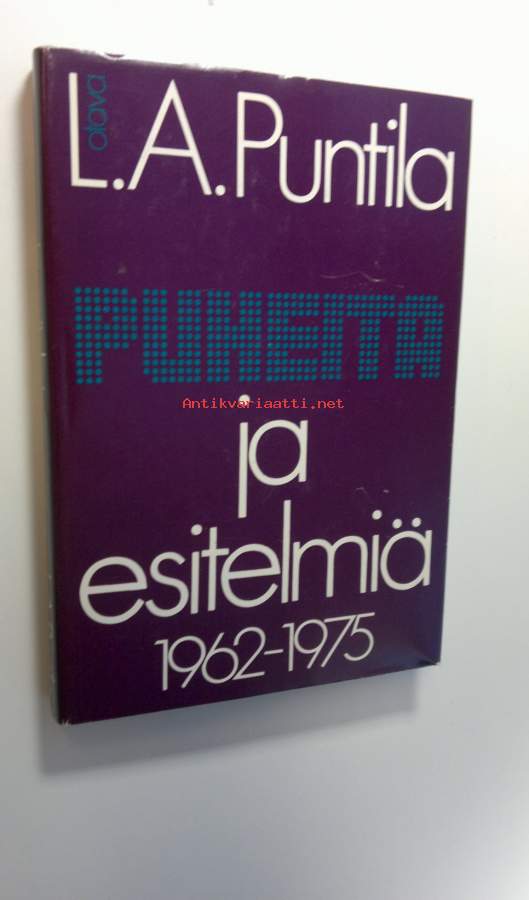 otava
L.A.Puntila
PUHEITA
Antikvariaatti.net
ja
esitelmiä
1962-1975